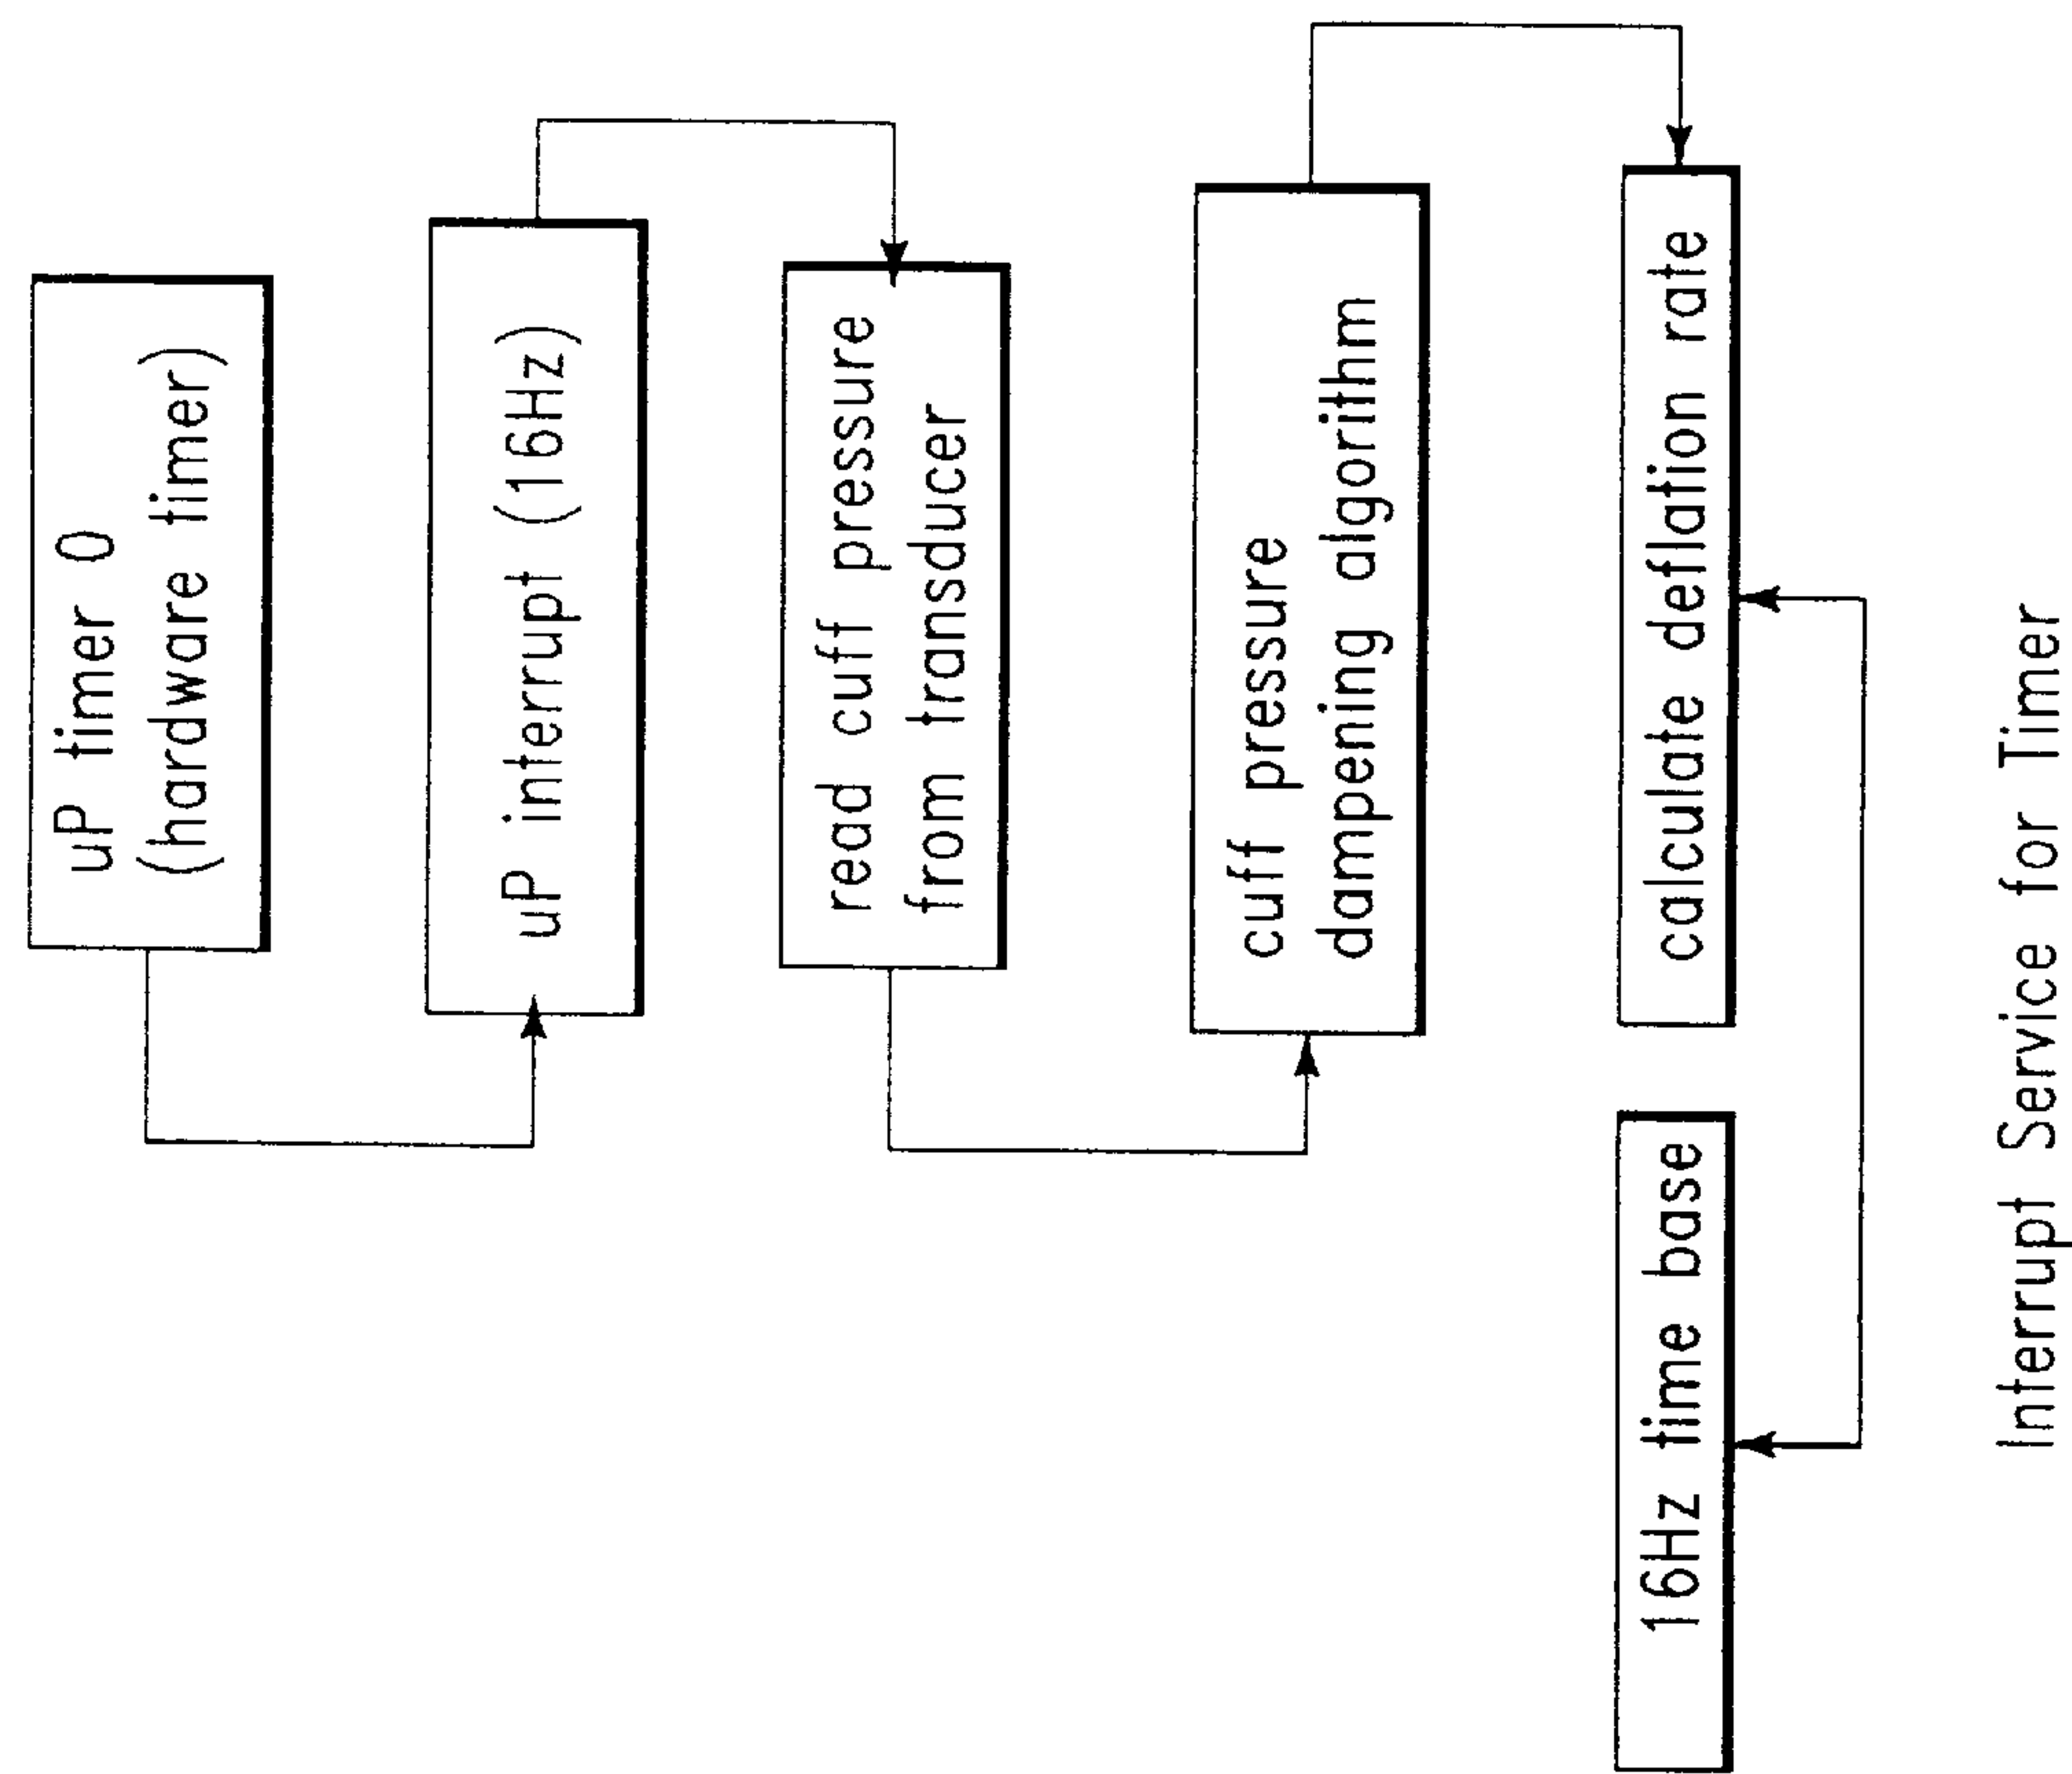 uP timer 0
(hardware timer)
uP interrupt (16Hz)
read cuff pressure
from transducer
cuff pressure
dampening algorithm
calculate deflation rate
16Hz time base
Interrupt Service for Timer